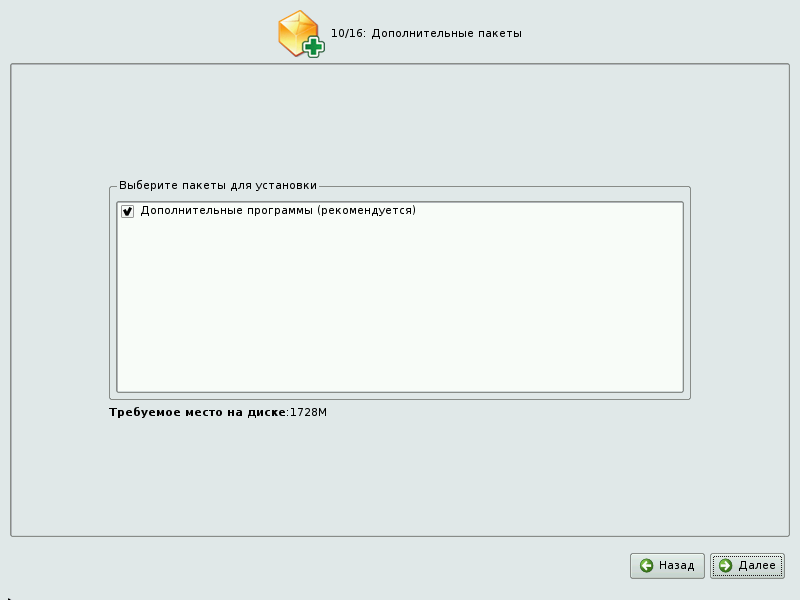 10/16: Дополнительные пакеты
Выберите пакеты для установки
Дополнительные программы (рекомендуется)
Требуемое место на диске:1728M
Назад
Далее